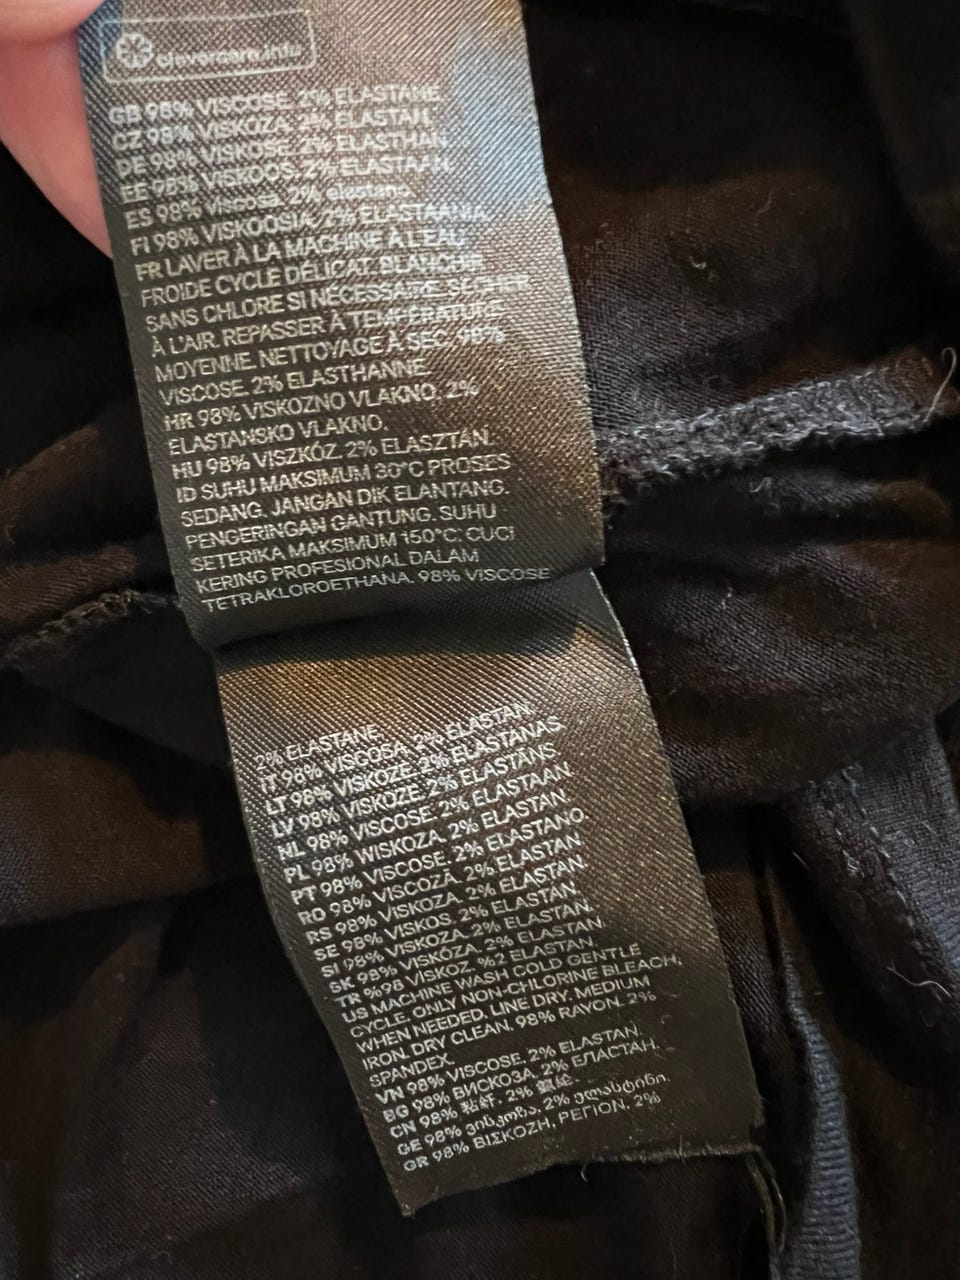 clevercare.info
GB 98% VISCOSE. 2% ELASTANE.
CZ 98% VISKÓZA. 2% ELASTAN.
DE 98% VISKOSE. 2% ELASTHAN.
EE 98% VISKOOS. 2% ELASTAAN.
ES 98% Viscosa. 2% elastano.
FI 98% VISKOOSIA. 2% ELASTAANIA.
FR LAVER À LA MACHINE À L'EAU
FROIDE CYCLE DÉLICAT. BLANCHIR
SANS CHLORE SI NÉCESSAIRE. SÉCHER
À L'AIR. REPASSER À TEMPÉRATURE
MOYENNE. NETTOYAGE À SEC. 98%
VISCOSE. 2% ELASTHANNE
HR 98% VISKOZNO VLAKNO. 2%
ELASTANSKO VLAKNO.
HU 98% VISZKÓZ. 2% ELASZTÁN.
ID SUHU MAKSIMUM 30°C PROSES
SEDANG. JANGAN DIKELANTANG.
PENGERINGAN GANTUNG. SUHU
SETERIKA MAKSIMUM 150°C. CUCI
KERING PROFESIONAL DALAM
TETRAKLOROETHANA. 98% VISCOSE
2% ELASTANE.
IT 98% VISCOSA. 2% ELASTAN.
LT 98% VISKOZĖ. 2% ELASTANAS.
LV 98% VISKOZE. 2% ELASTĀNS.
NL 98% VISCOSE. 2% ELASTAAN.
PL 98% WISKOZA. 2% ELASTAN.
PT 98% VISCOSE. 2% ELASTANO.
RO 98% VISCOZĂ. 2% ELASTAN.
RS 98% VISKOZA. 2% ELASTAN.
SE 98% VISKOS. 2% ELASTAN.
SI 98% VISKOZA. 2% ELASTAN.
SK 98% VISKÓZA. 2% ELASTAN.
TR %98 VISKOZ. %2 ELASTAN.
US MACHINE WASH COLD GENTLE
CYCLE. ONLY NON-CHLORINE BLEACH,
WHEN NEEDED. LINE DRY. MEDIUM
IRON. DRY CLEAN. 98% RAYON. 2%
SPANDEX.
VN 98% VISCOSE. 2% ELASTAN.
BG 98% ВИСКОЗА. 2% ЕЛАСТАН.
CN 98% 粘纤. 2% 氨纶.
GE 98% ვისკოზა. 2% ელასტინი.
GR 98% ΒΙΣΚΟΖΗ, ΡΕΓΙΟΝ. 2%